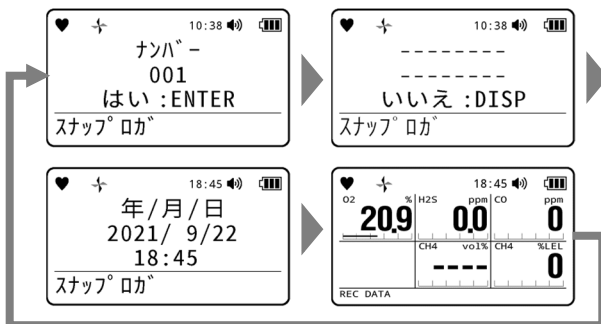 10:38
ナンバー
001
はい :ENTER
スナップロガ
10:38
--------
--------
いいえ :DISP
スナップロガ
18:45
年/月/日
2021/ 9/22
18:45
スナップロガ
18:45
O2 % H2S ppm CO ppm
20.9 0.0 0
CH4 vol% CH4 %LEL
---- 0
REC DATA